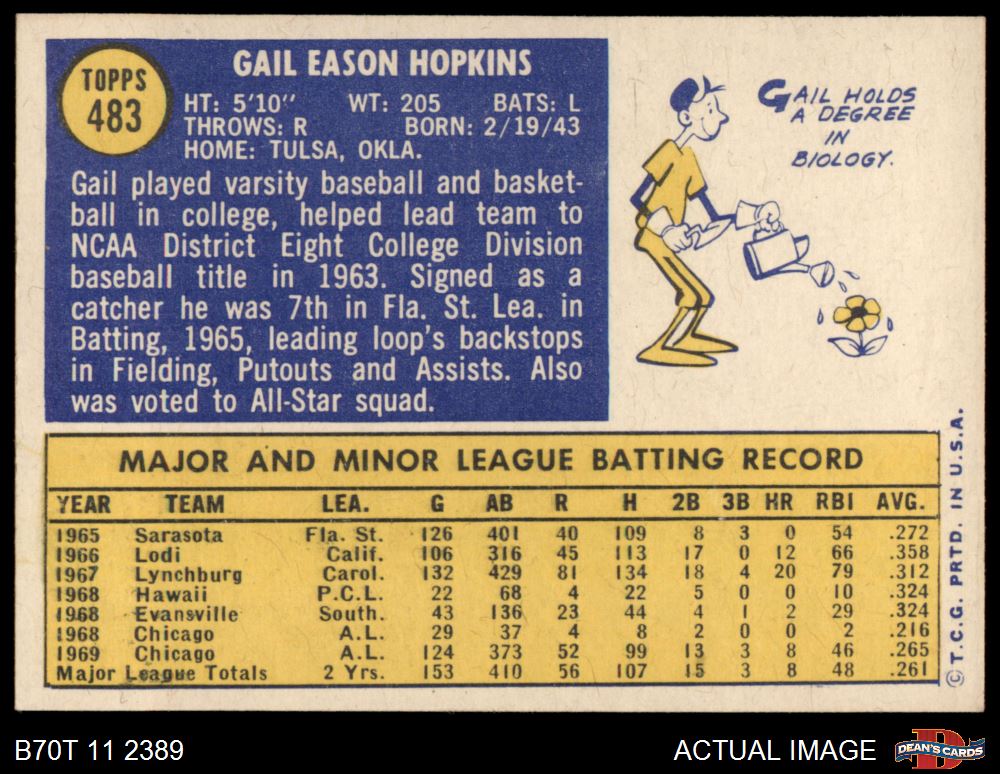 TOPPS
483
GAIL EASON HOPKINS
HT: 5'10" WT: 205 BATS: L
THROWS: R BORN: 2/19/43
HOME: TULSA, OKLA.
Gail played varsity baseball and basket-
ball in college, helped lead team to
NCAA District Eight College Division
baseball title in 1963. Signed as a
catcher he was 7th in Fla. St. Lea. in
Batting, 1965, leading loop's backstops
in Fielding, Putouts and Assists. Also
was voted to All-Star squad.
GAIL HOLDS
A DEGREE
IN
BIOLOGY.
MAJOR AND MINOR LEAGUE BATTING RECORD
YEAR TEAM LEA. G AB R H 2B 3B HR RBI AVG.
1965 Sarasota Fla. St. 126 401 40 109 8 3 0 54 .272
1966 Lodi Calif. 106 316 45 113 17 0 12 66 .358
1967 Lynchburg Carol. 132 429 81 134 18 4 20 79 .312
1968 Hawaii P.C.L. 22 68 4 22 5 0 0 10 .324
1968 Evansville South. 43 136 23 44 4 1 2 29 .324
1968 Chicago A.L. 29 37 4 8 2 0 0 2 .216
1969 Chicago A.L. 124 373 52 99 13 3 8 46 .265
Major League Totals 2 Yrs. 153 410 56 107 15 3 8 48 .261
© T.C.G. PRTD. IN U.S.A.
B70T 11 2389
ACTUAL IMAGE
DEAN'S CARDS